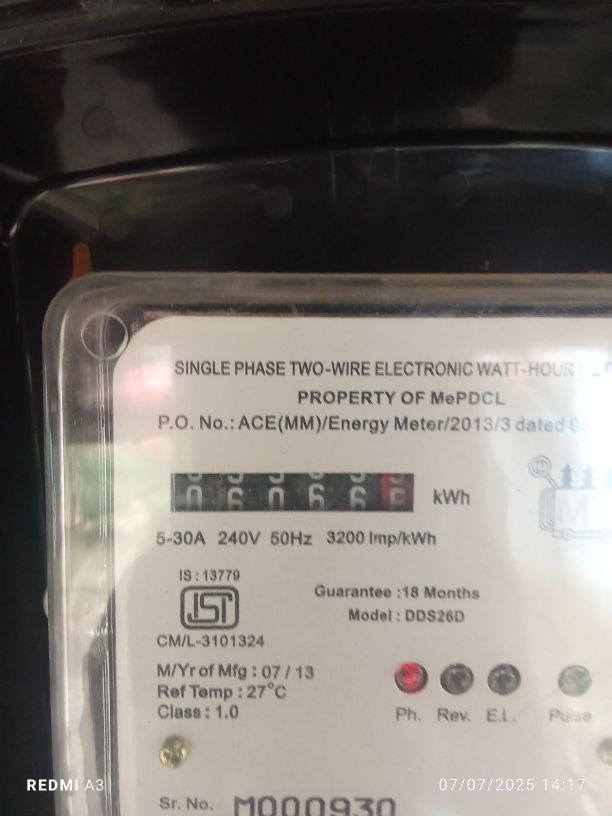 SINGLE PHASE TWO-WIRE ELECTRONIC WATT-HOUR
PROPERTY OF MePDCL
P.O. No.: ACE(MM)/Energy Meter/2013/3 dated
kWh
5-30A 240V 50Hz 3200 Imp/kWh
IS : 13779
ISI
CM/L-3101324
Guarantee :18 Months
Model : DDS26D
M/Yr of Mfg : 07 / 13
Ref Temp : 27°C
Class : 1.0
Ph. Rev. E.L. Pulse
Sr. No. M000930
REDMI A3
07/07/2025 14:17